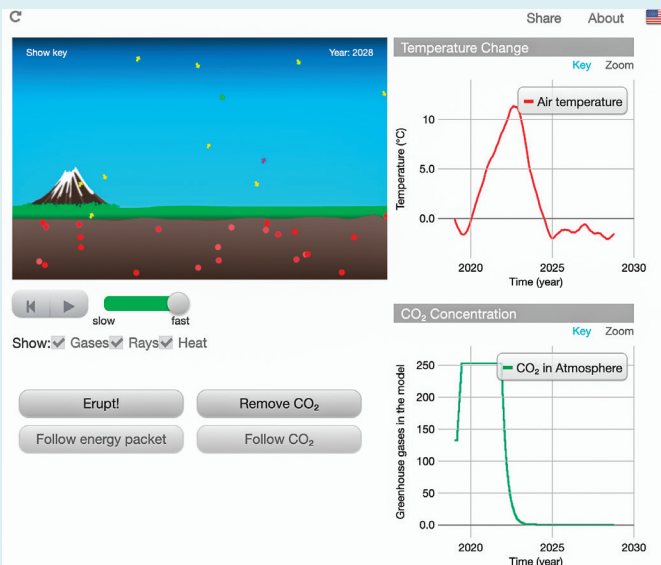 Share About
Show key Year: 2028
Temperature Change
Key Zoom
Air temperature
Temperature (°C)
10
5.0
0.0
2020 2025 2030
Time (year)
slow fast
Show: Gases Rays Heat
Erupt! Remove CO₂
Follow energy packet Follow CO₂
CO₂ Concentration
Key Zoom
CO₂ in Atmosphere
Greenhouse gases in the model
250
200
150
100
50
0.0
2020 2025 2030
Time (year)